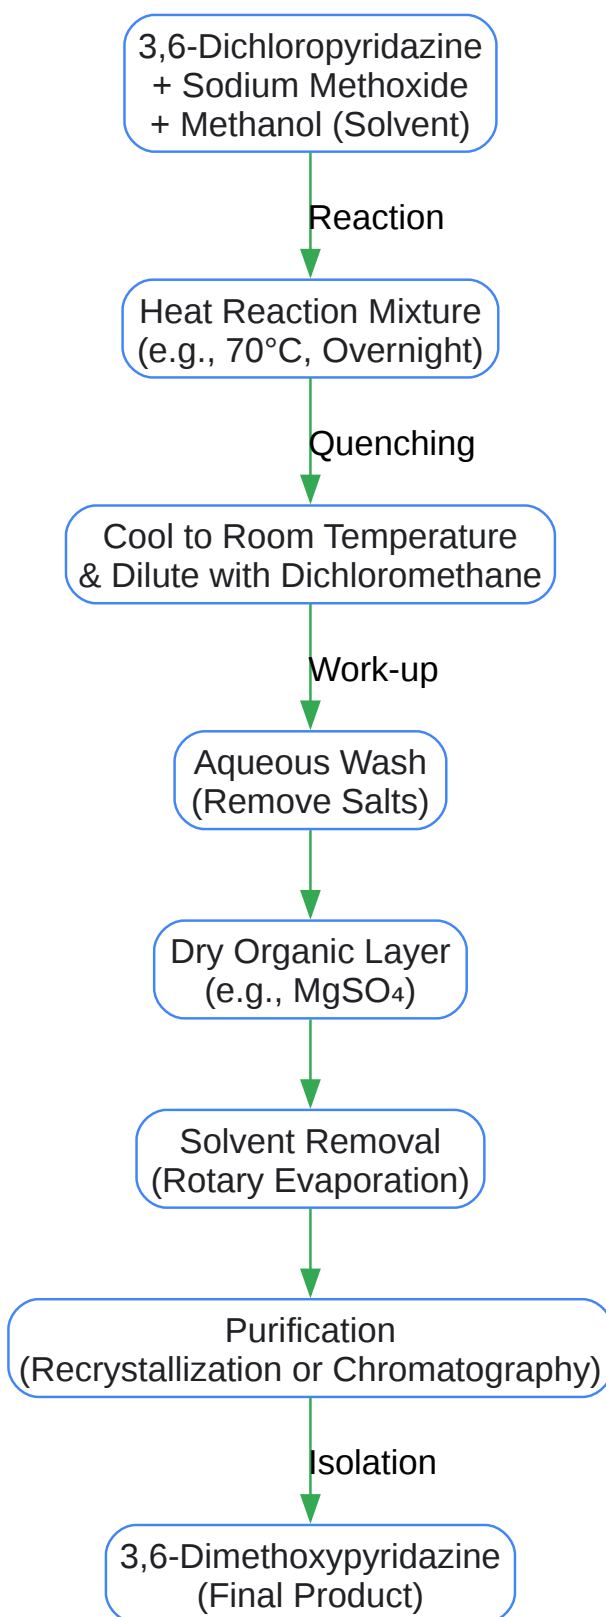 3,6-Dichloropyridazine
+ Sodium Methoxide
+ Methanol (Solvent)
Reaction
Heat Reaction Mixture
(e.g., 70°C, Overnight)
Quenching
Cool to Room Temperature
& Dilute with Dichloromethane
Work-up
Aqueous Wash
(Remove Salts)
Dry Organic Layer
(e.g., MgSO₄)
Solvent Removal
(Rotary Evaporation)
Purification
(Recrystallization or Chromatography)
Isolation
3,6-Dimethoxypyridazine
(Final Product)